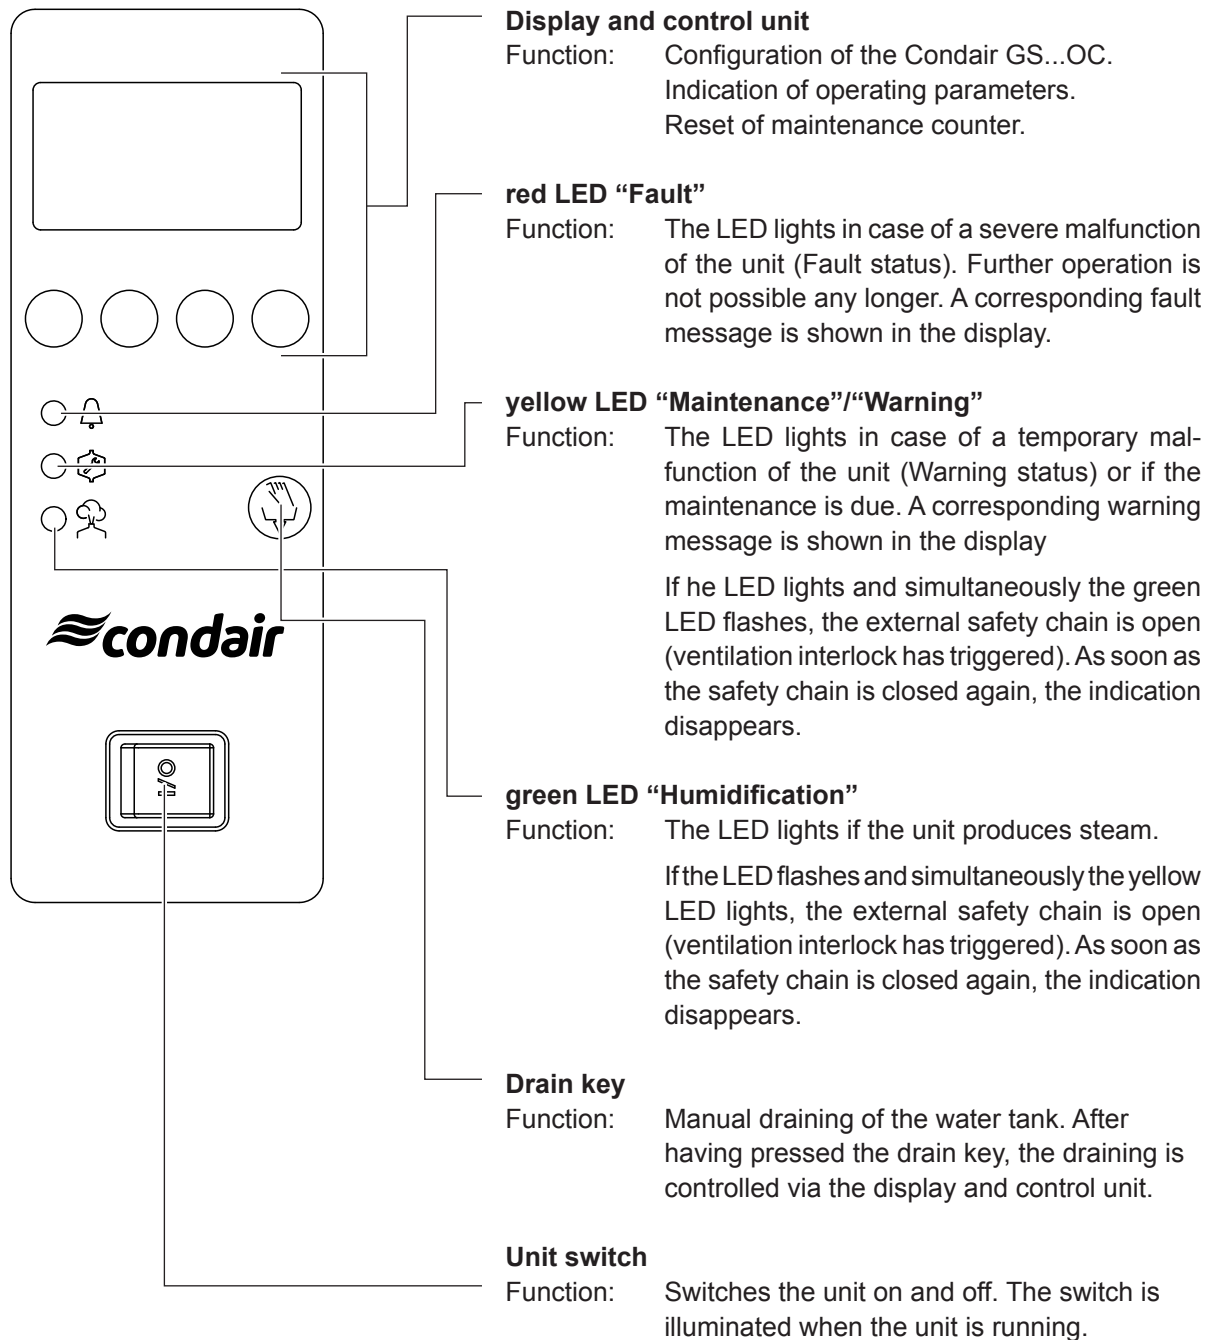 Display and control unit
Function: Configuration of the Condair GS...OC.
Indication of operating parameters.
Reset of maintenance counter.
red LED “Fault”
Function: The LED lights in case of a severe malfunction
of the unit (Fault status). Further operation is
not possible any longer. A corresponding fault
message is shown in the display.
yellow LED “Maintenance”/“Warning”
Function: The LED lights in case of a temporary mal-
function of the unit (Warning status) or if the
maintenance is due. A corresponding warning
message is shown in the display
If he LED lights and simultaneously the green
LED flashes, the external safety chain is open
(ventilation interlock has triggered). As soon as
the safety chain is closed again, the indication
disappears.
condair
green LED “Humidification”
Function: The LED lights if the unit produces steam.
If the LED flashes and simultaneously the yellow
LED lights, the external safety chain is open
(ventilation interlock has triggered). As soon as
the safety chain is closed again, the indication
disappears.
Drain key
Function: Manual draining of the water tank. After
having pressed the drain key, the draining is
controlled via the display and control unit.
Unit switch
Function: Switches the unit on and off. The switch is
illuminated when the unit is running.